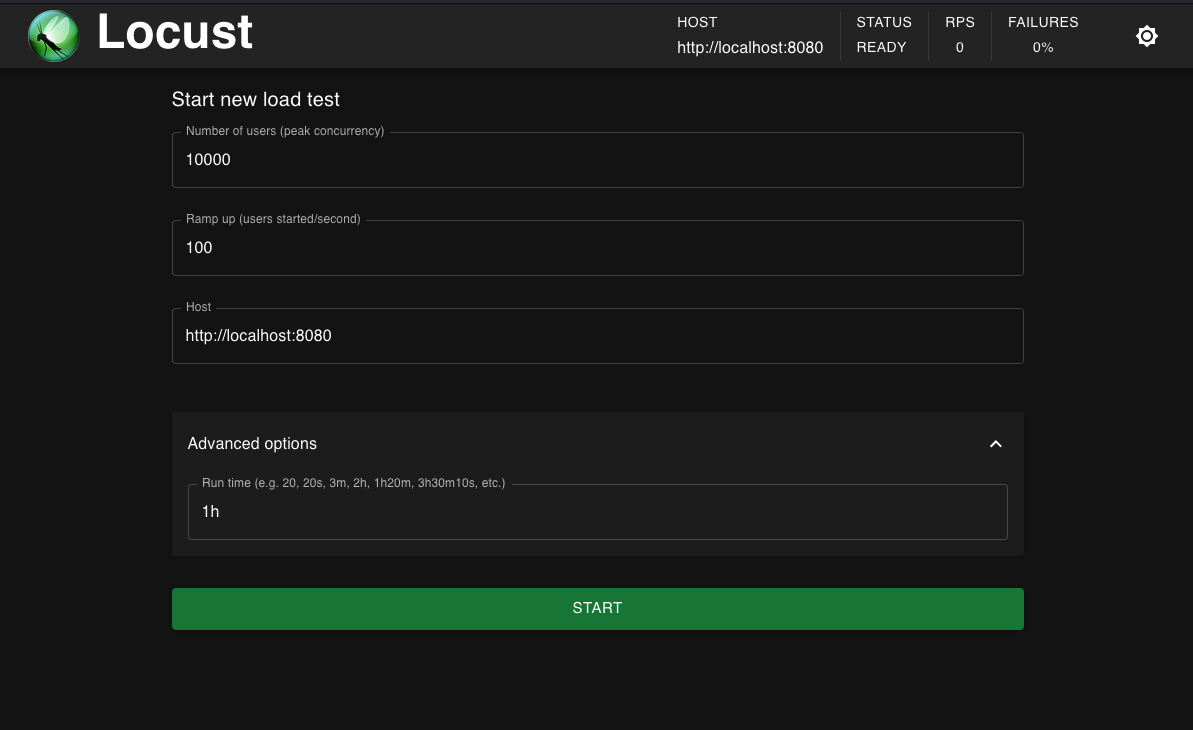 Locust
HOST
http://localhost:8080
STATUS
READY
RPS
0
FAILURES
0%
Start new load test
Number of users (peak concurrency)
10000
Ramp up (users started/second)
100
Host
http://localhost:8080
Advanced options
Run time (e.g. 20, 20s, 3m, 2h, 1h20m, 3h30m10s, etc.)
1h
START